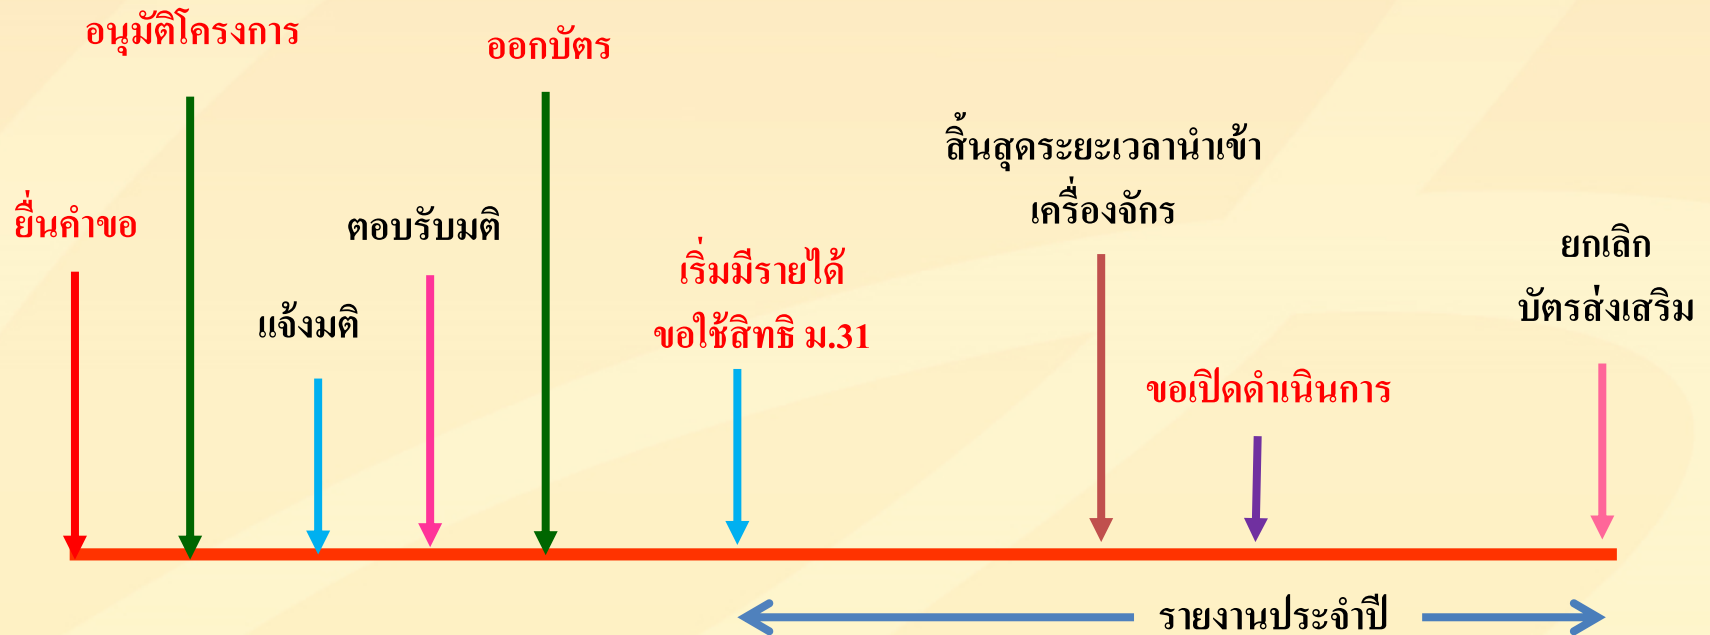 อนุมัติโครงการ
ออกบัตร
สิ้นสุดระยะเวลานำเข้า
เครื่องจักร
ยื่นคำขอ
ตอบรับมติ
เริ่มมีรายได้
ขอใช้สิทธิ ม.31
ยกเลิก
บัตรส่งเสริม
แจ้งมติ
ขอเปิดดำเนินการ
รายงานประจำปี